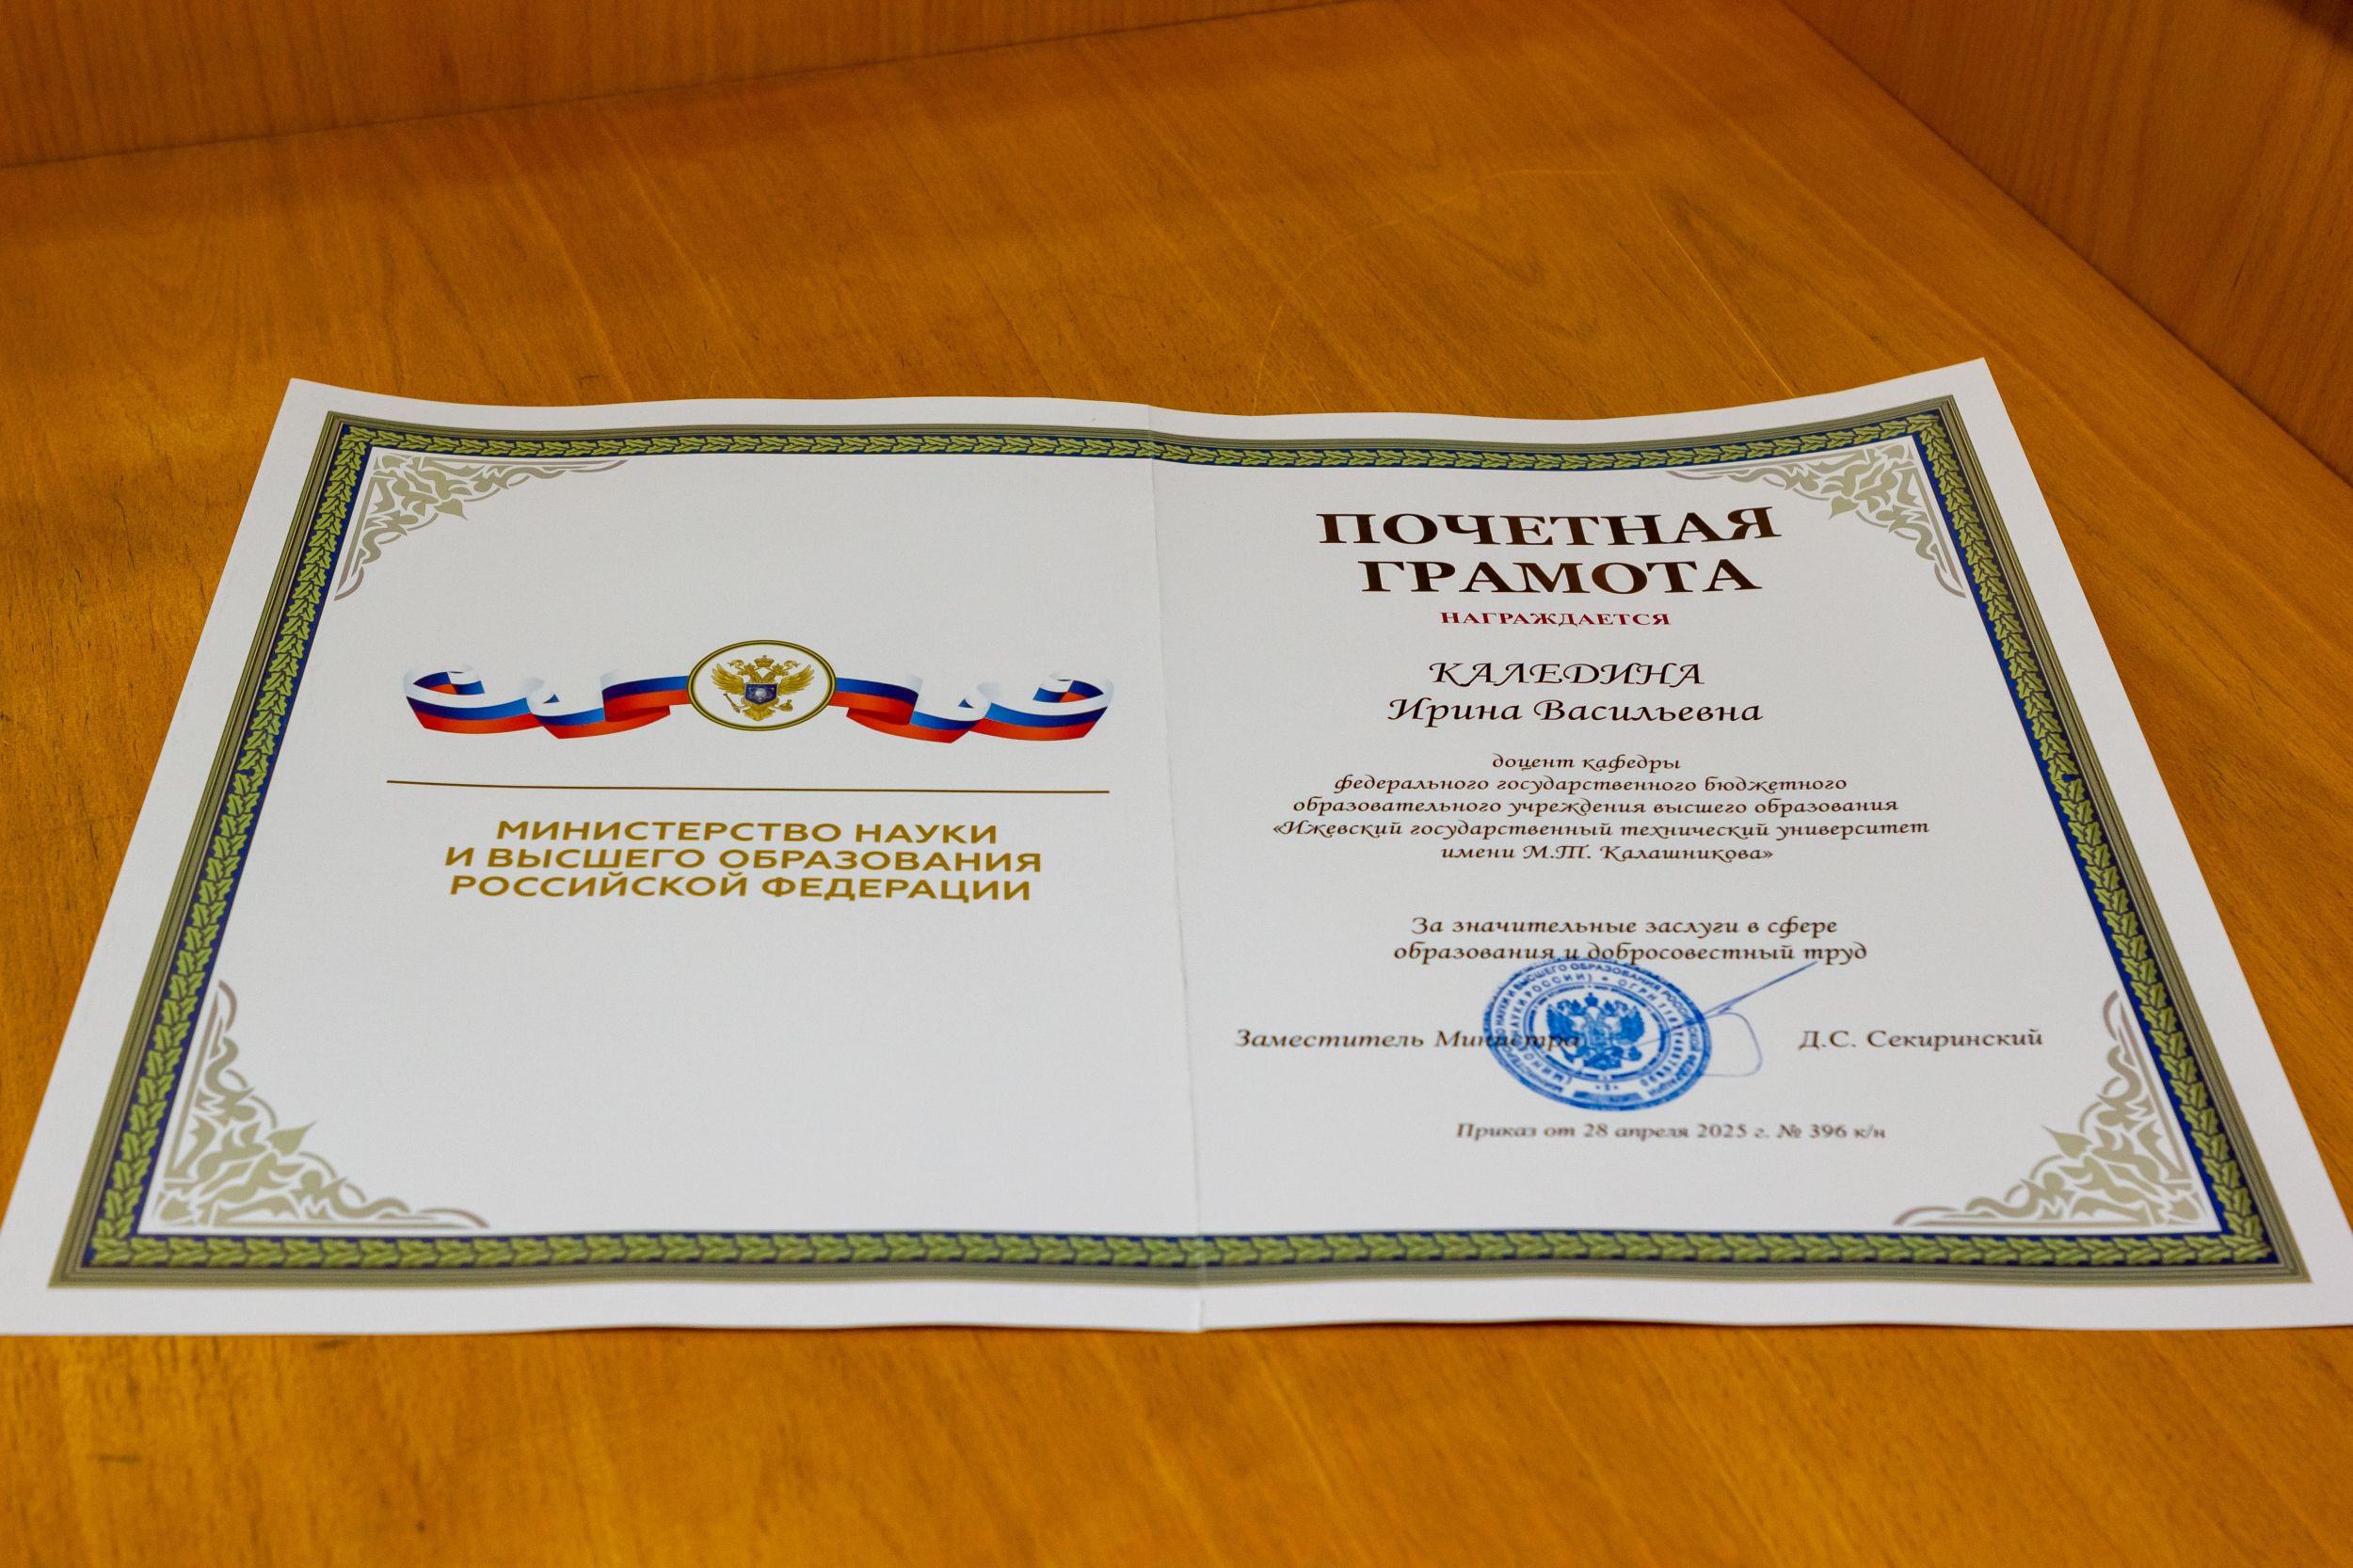 МИНИСТЕРСТВО НАУКИ
И ВЫСШЕГО ОБРАЗОВАНИЯ
РОССИЙСКОЙ ФЕДЕРАЦИИ
ПОЧЕТНАЯ
ГРАМОТА
НАГРАЖДАЕТСЯ
КАЛЕДИНА
Ирина Васильевна
доцент кафедры
федерального государственного бюджетного
образовательного учреждения высшего образования
«Ижевский государственный технический университет
имени М.Т. Калашникова»
За значительные заслуги в сфере
образования и добросовестный труд
Заместитель Министра
Д.С. Секиринский
Приказ от 28 апреля 2025 г. № 396 к/н